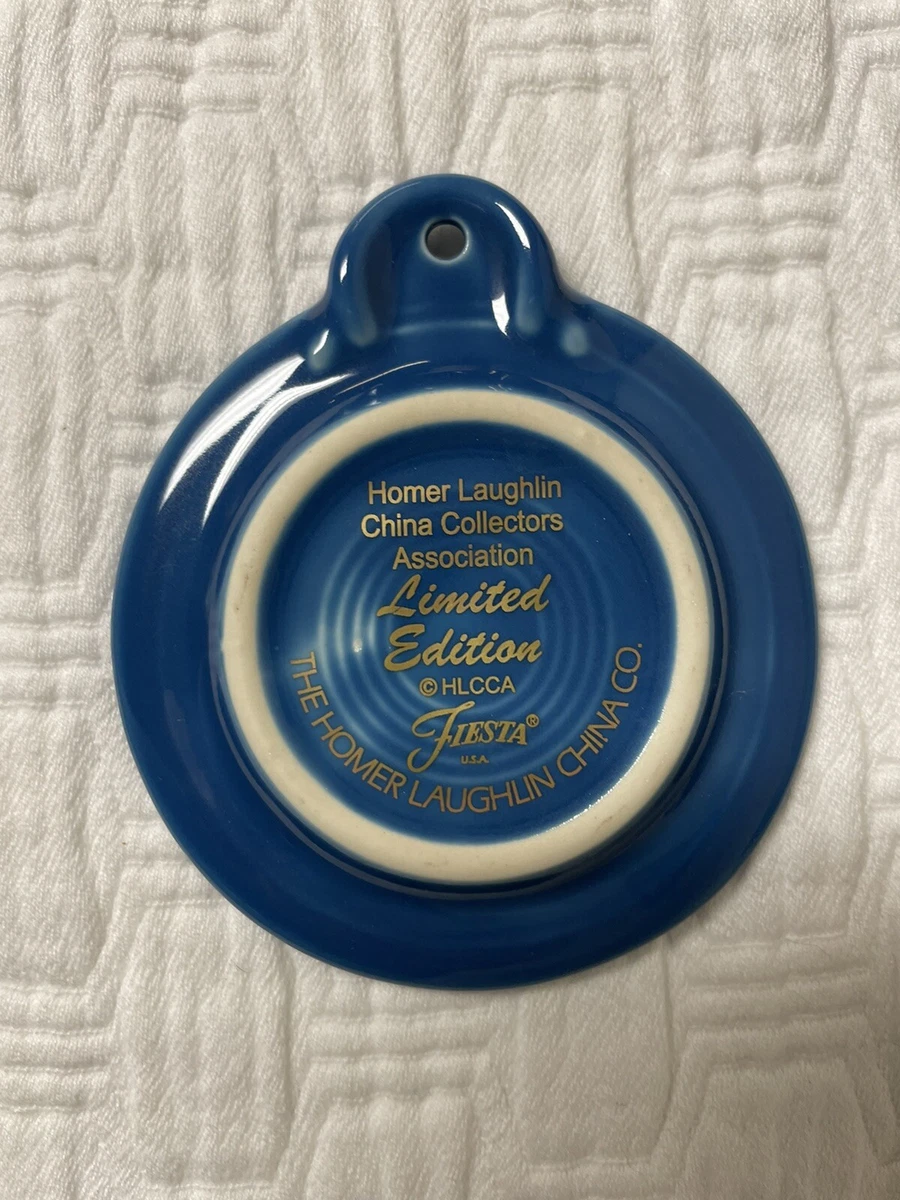 Homer Laughlin
China Collectors
Association
Limited
Edition
© HLCCA
FIESTA®
U.S.A.
THE HOMER LAUGHLIN CHINA CO.